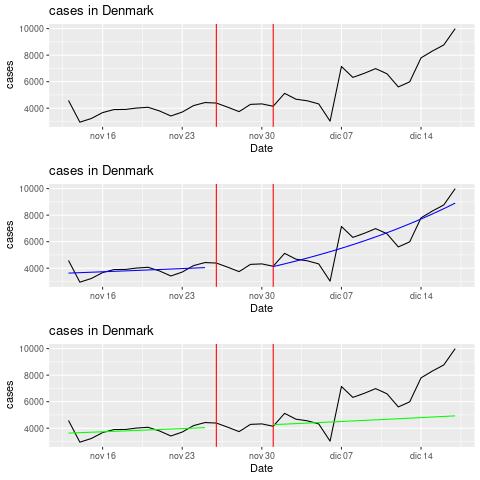 cases in Denmark
10000
8000
6000
4000
cases
nov 16
nov 23
nov 30
dic 07
dic 14
Date
cases in Denmark
10000
8000
6000
4000
cases
nov 16
nov 23
nov 30
dic 07
dic 14
Date
cases in Denmark
10000
8000
6000
4000
cases
nov 16
nov 23
nov 30
dic 07
dic 14
Date